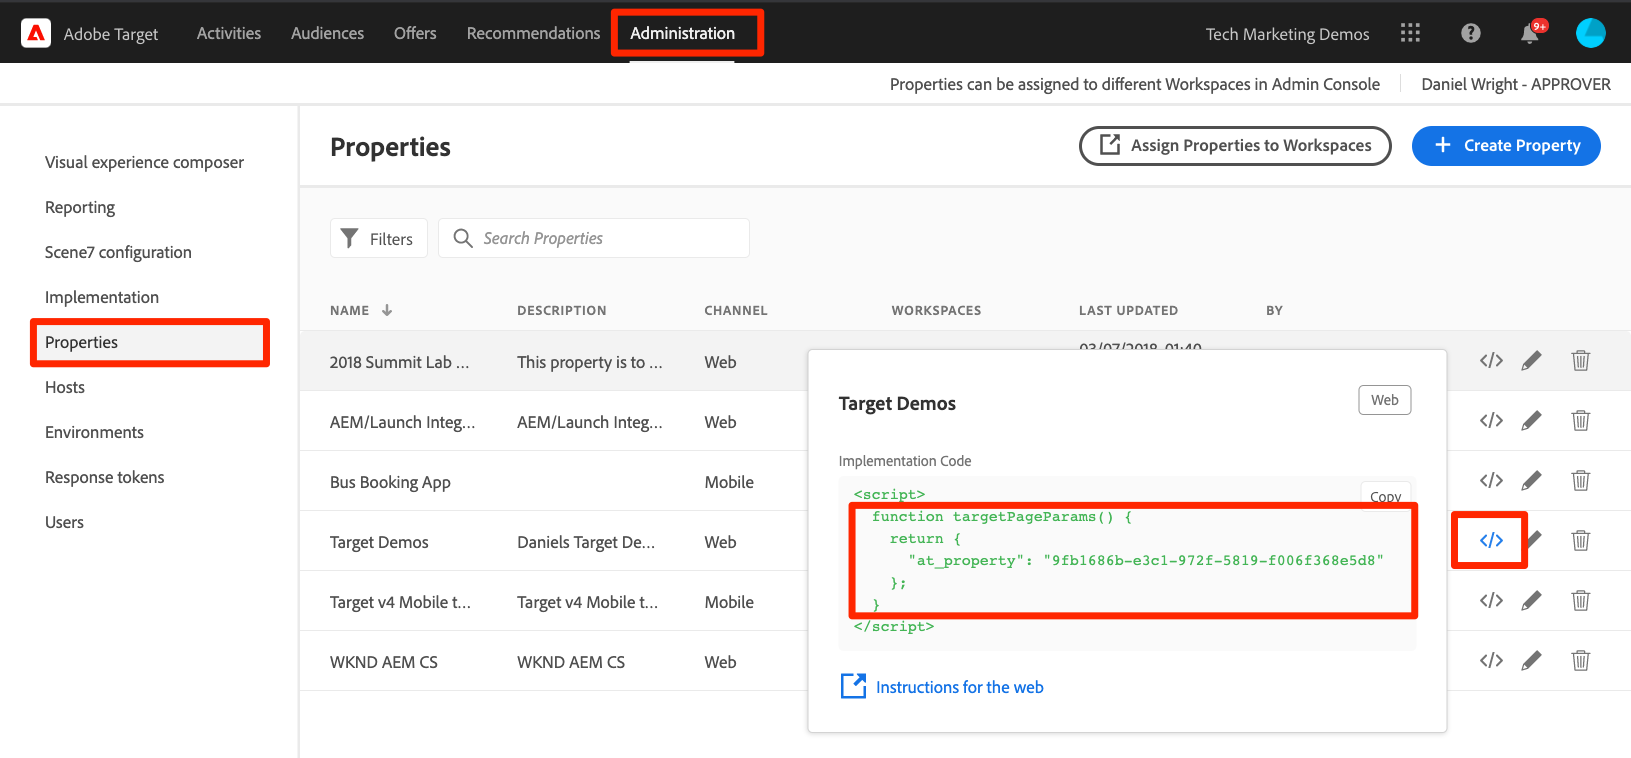 Adobe Target Activities Audiences Offers Recommendations Administration Tech Marketing Demos 9+
Properties can be assigned to different Workspaces in Admin Console Daniel Wright - APPROVER
Visual experience composer
Reporting
Scene7 configuration
Implementation
Properties
Hosts
Environments
Response tokens
Users
Properties
Assign Properties to Workspaces
Create Property
Filters
Search Properties
NAME DESCRIPTION CHANNEL WORKSPACES LAST UPDATED BY
2018 Summit Lab ... This property is to ... Web 03/07/2018, 01:40
AEM/Launch Integ... AEM/Launch Integ... Web
Bus Booking App Mobile
Target Demos Daniels Target De... Web
Target v4 Mobile t... Target v4 Mobile t... Mobile
WKND AEM CS WKND AEM CS Web
Target Demos Web
Implementation Code
Copy
<script>
function targetPageParams() {
return {
"at_property": "9fb1686b-e3c1-972f-5819-f006f368e5d8"
};
}
</script>
Instructions for the web